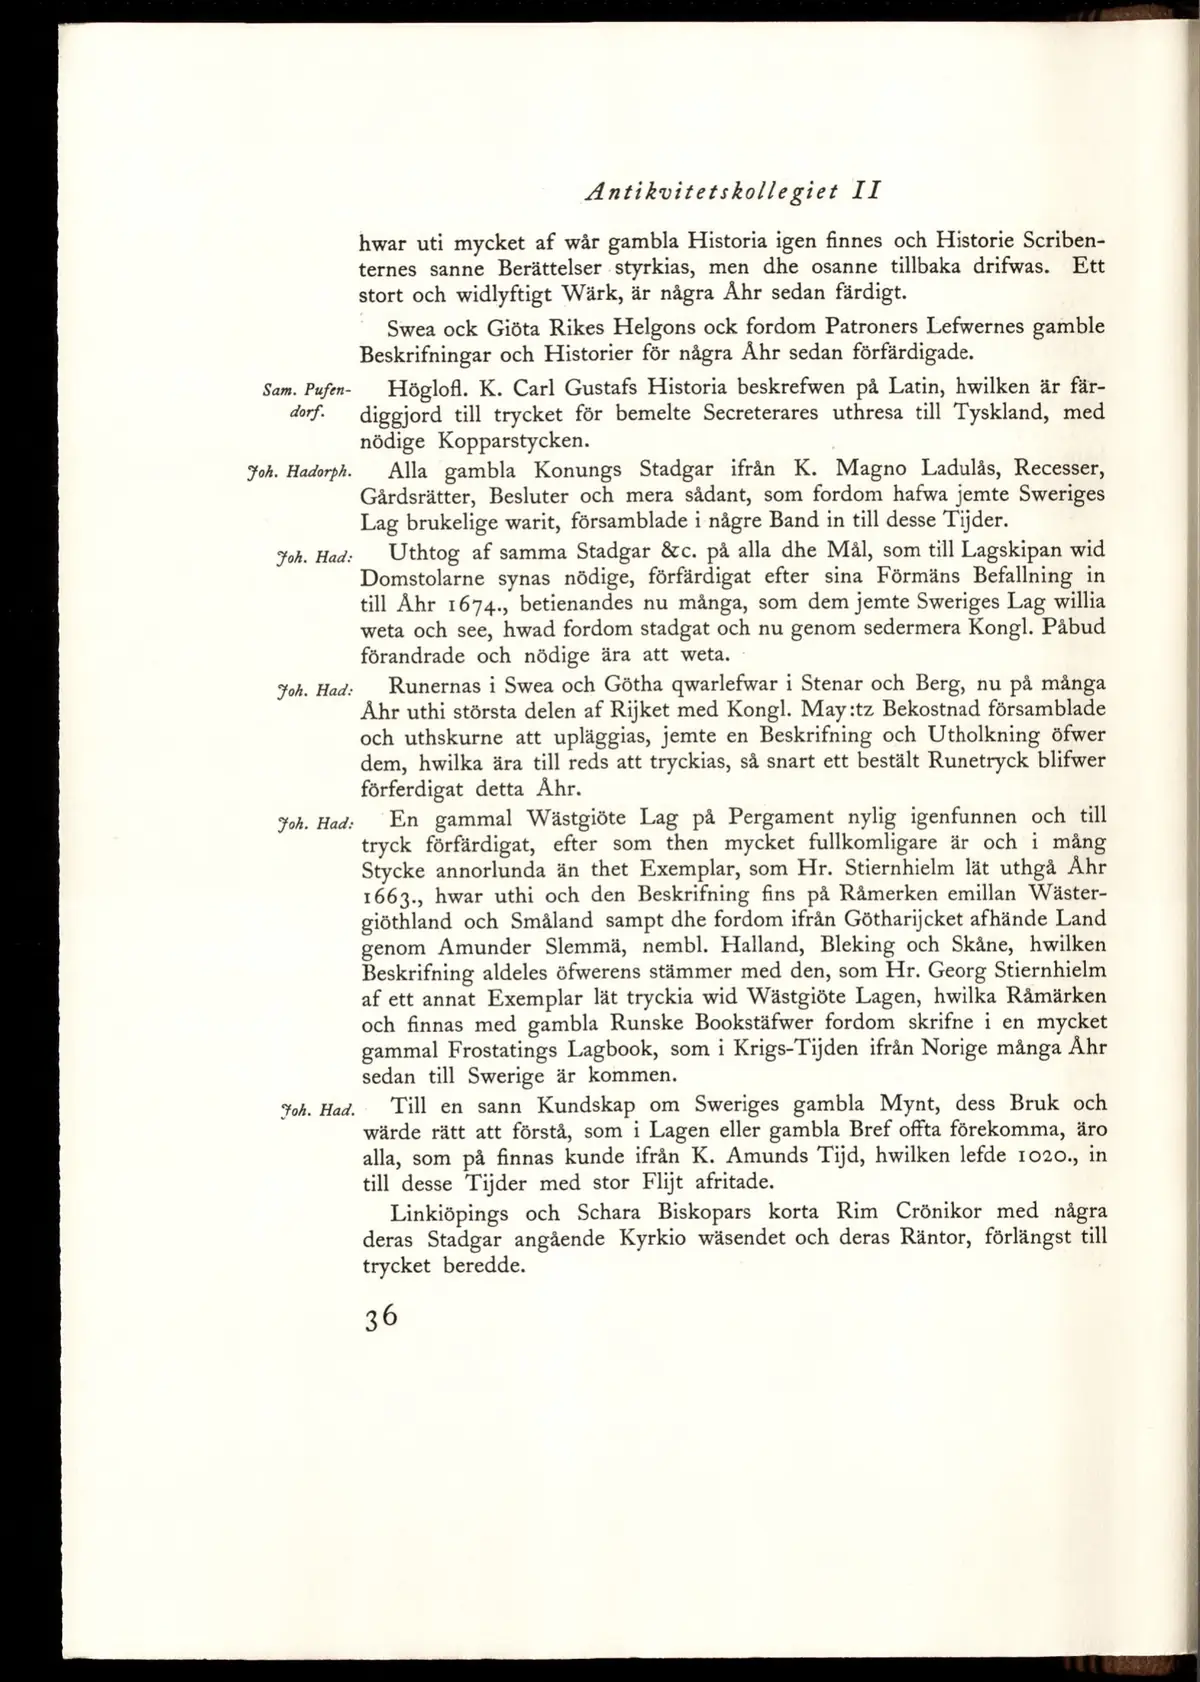 Antikvitetskollegiet II
hwar uti mycket af wår gambla Historia igen finnes och Historie Scriben-
ternes sanne Berättelser styrkias, men dhe osanne tillbaka drifwas. Ett
stort och widlyftigt Wärk, är några Åhr sedan färdigt.
Swea ock Giöta Rikes Helgons ock fordom Patroners Lefwernes gamble
Beskrifningar och Historier för några Åhr sedan förfärdigade.
Sam. Pufen- Höglofl. K. Carl Gustafs Historia beskrefwen på Latin, hwilken är fär-
dorf. diggjord till trycket för bemelte Secreterares uthresa till Tyskland, med
nödige Kopparstycken.
Joh. Hadorph. Alla gambla Konungs Stadgar ifrån K. Magno Ladulås, Recesser,
Gårdsrätter, Besluter och mera sådant, som fordom hafwa jemte Sweriges
Lag brukelige warit, församblade i någre Band in till desse Tijder.
Joh. Had: Uthtog af samma Stadgar &c. på alla dhe Mål, som till Lagskipan wid
Domstolarne synas nödige, förfärdigat efter sina Förmäns Befallning in
till Åhr 1674., betienandes nu många, som dem jemte Sweriges Lag willia
weta och see, hwad fordom stadgat och nu genom sedermera Kongl. Påbud
förandrade och nödige ära att weta.
Joh. Had: Runernas i Swea och Götha qwarlefwar i Stenar och Berg, nu på många
Åhr uthi största delen af Rijket med Kongl. May:tz Bekostnad församblade
och uthskurne att upläggias, jemte en Beskrifning och Utholkning öfwer
dem, hwilka ära till reds att tryckias, så snart ett bestält Runetryck blifwer
förferdigat detta Åhr.
Joh. Had: En gammal Wästgiöte Lag på Pergament nylig igenfunnen och till
tryck förfärdigat, efter som then mycket fullkomligare är och i mång
Stycke annorlunda än thet Exemplar, som Hr. Stiernhielm lät uthgå Åhr
1663., hwar uthi och den Beskrifning fins på Råmerken emillan Wäster-
giöthland och Småland sampt dhe fordom ifrån Götharijcket afhände Land
genom Amunder Slemmä, nembl. Halland, Bleking och Skåne, hwilken
Beskrifning aldeles öfwerens stämmer med den, som Hr. Georg Stiernhielm
af ett annat Exemplar lät tryckia wid Wästgiöte Lagen, hwilka Råmärken
och finnas med gambla Runske Bookstäfwer fordom skrifne i en mycket
gammal Frostatings Lagbook, som i Krigs-Tijden ifrån Norige många Åhr
sedan till Swerige är kommen.
Joh. Had. Till en sann Kundskap om Sweriges gambla Mynt, dess Bruk och
wärde rätt att förstå, som i Lagen eller gambla Bref offta förekomma, äro
alla, som på finnas kunde ifrån K. Amunds Tijd, hwilken lefde 1020., in
till desse Tijder med stor Flijt afritade.
Linkiöpings och Schara Biskopars korta Rim Crönikor med några
deras Stadgar angående Kyrkio wäsendet och deras Räntor, förlängst till
trycket beredde.
36